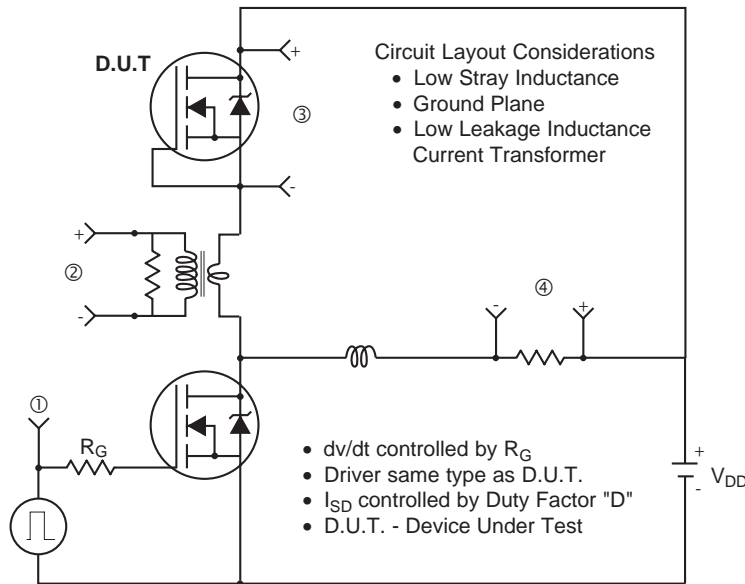 D.U.T
+
-
③
Circuit Layout Considerations
• Low Stray Inductance
• Ground Plane
• Low Leakage Inductance
Current Transformer
+
②
-
- ④ +
①
R_G
• dv/dt controlled by R_G
• Driver same type as D.U.T.
• I_SD controlled by Duty Factor "D"
• D.U.T. - Device Under Test
+
V_DD
-